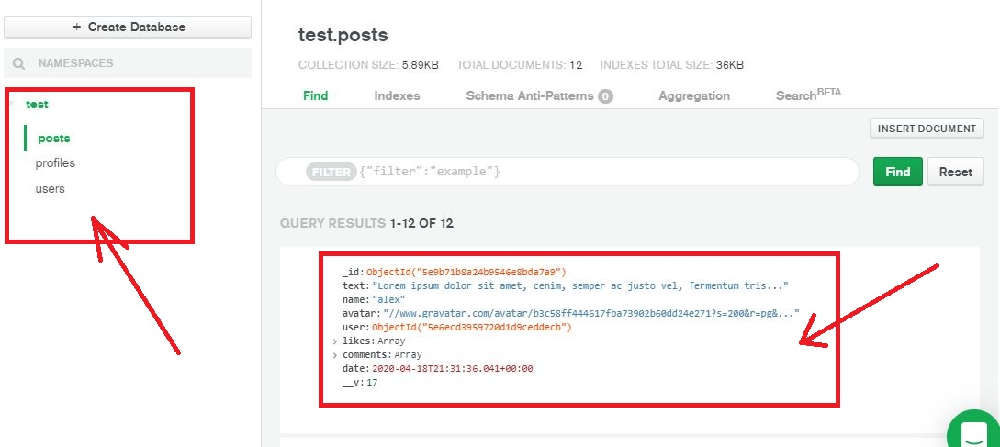 + Create Database
NAMESPACES
test
posts
profiles
users
test.posts
COLLECTION SIZE: 5.89KB TOTAL DOCUMENTS: 12 INDEXES TOTAL SIZE: 36KB
Find Indexes Schema Anti-Patterns 0 Aggregation Search BETA
INSERT DOCUMENT
FILTER {"filter":"example"} Find Reset
QUERY RESULTS 1-12 OF 12
_id: ObjectId("5e9b71b8a24b9546e8bda7a9")
text: "Lorem ipsum dolor sit amet, cenim, semper ac justo vel, fermentum tris..."
name: "alex"
avatar: "//www.gravatar.com/avatar/b3c58ff444617fba73902b60dd24e271?s=200&r=pg&..."
user: ObjectId("5e6ecd3959720d1d9ceddecb")
> likes: Array
> comments: Array
date: 2020-04-18T21:31:36.041+00:00
__v: 17